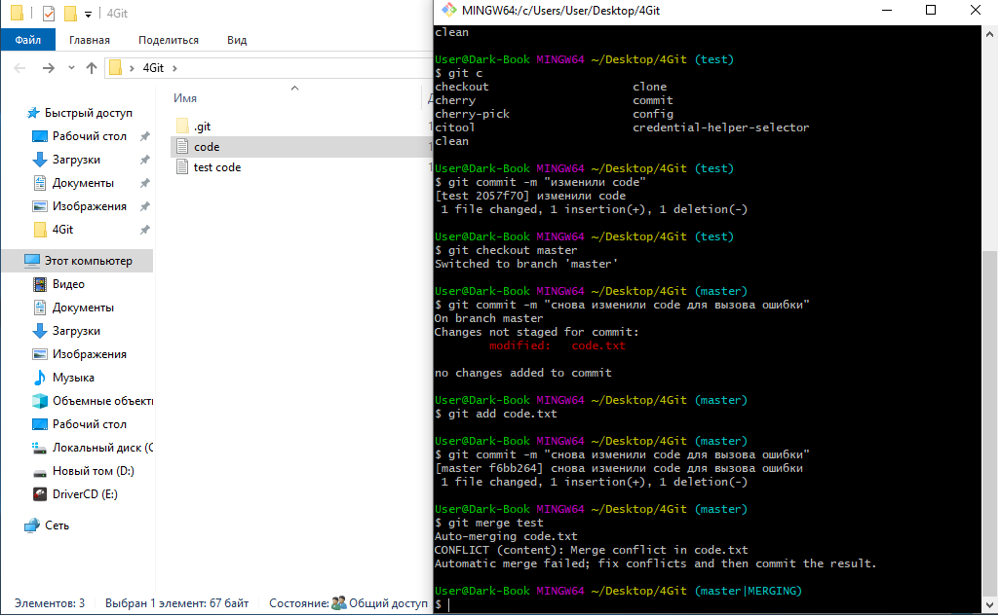 4Git
Файл Главная Поделиться Вид
4Git
Имя
Быстрый доступ
Рабочий стол
Загрузки
Документы
Изображения
4Git
Этот компьютер
Видео
Документы
Загрузки
Изображения
Музыка
Объемные объекты
Рабочий стол
Локальный диск (C
Новый том (D:)
DriverCD (E:)
Сеть
.git
code
test code
Элементов: 3 Выбран 1 элемент: 67 байт Состояние: Общий доступ
MINGW64:/c/Users/User/Desktop/4Git
clean
User@Dark-Book MINGW64 ~/Desktop/4Git (test)
$ git c
checkout clone
cherry commit
cherry-pick config
citool credential-helper-selector
clean
User@Dark-Book MINGW64 ~/Desktop/4Git (test)
$ git commit -m "изменили code"
[test 2057f70] изменили code
1 file changed, 1 insertion(+), 1 deletion(-)
User@Dark-Book MINGW64 ~/Desktop/4Git (test)
$ git checkout master
Switched to branch 'master'
User@Dark-Book MINGW64 ~/Desktop/4Git (master)
$ git commit -m "снова изменили code для вызова ошибки"
On branch master
Changes not staged for commit:
modified: code.txt
no changes added to commit
User@Dark-Book MINGW64 ~/Desktop/4Git (master)
$ git add code.txt
User@Dark-Book MINGW64 ~/Desktop/4Git (master)
$ git commit -m "снова изменили code для вызова ошибки"
[master f6bb264] снова изменили code для вызова ошибки
1 file changed, 1 insertion(+), 1 deletion(-)
User@Dark-Book MINGW64 ~/Desktop/4Git (master)
$ git merge test
Auto-merging code.txt
CONFLICT (content): Merge conflict in code.txt
Automatic merge failed; fix conflicts and then commit the result.
User@Dark-Book MINGW64 ~/Desktop/4Git (master|MERGING)
$